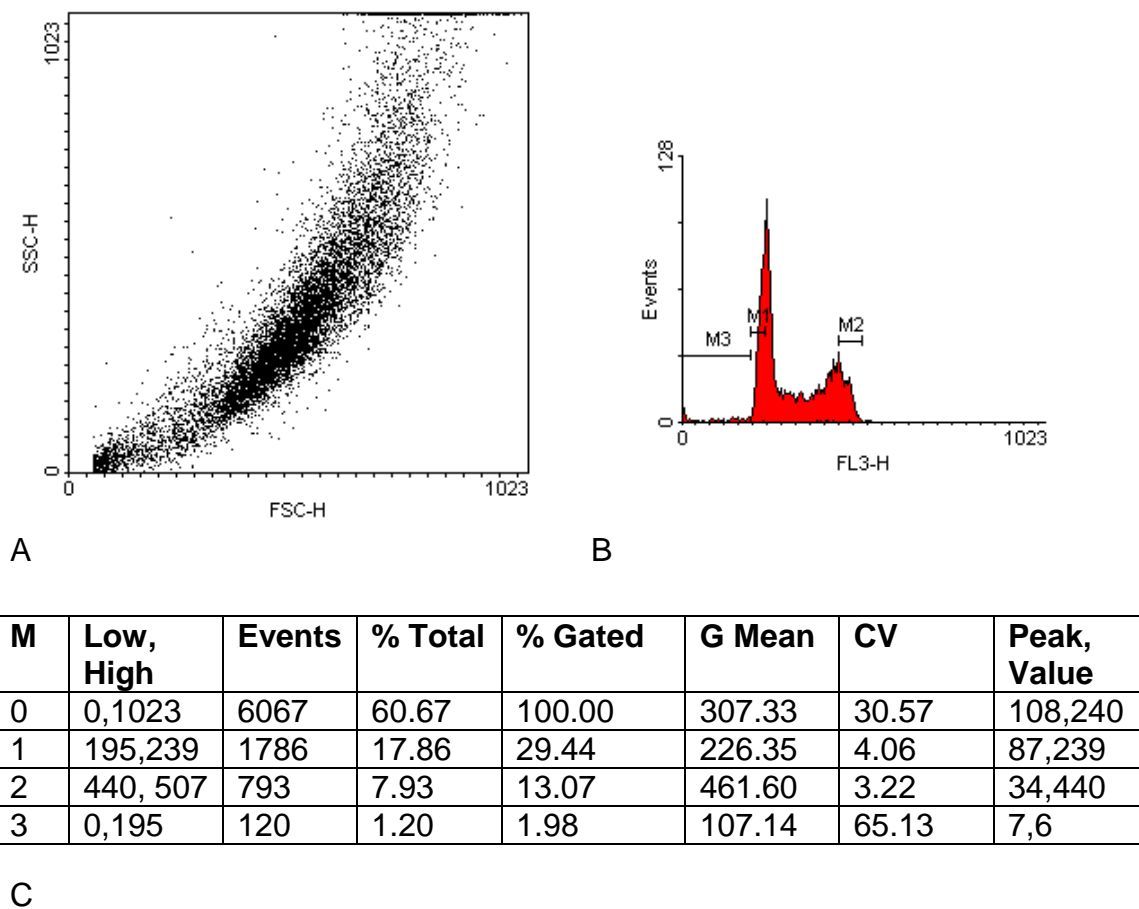 1023
SSC-H
0
0
1023
FSC-H
A
128
Events
0
M3
M1
M2
0
1023
FL3-H
B
M Low, High Events % Total % Gated G Mean CV Peak, Value
0 0,1023 6067 60.67 100.00 307.33 30.57 108,240
1 195,239 1786 17.86 29.44 226.35 4.06 87,239
2 440, 507 793 7.93 13.07 461.60 3.22 34,440
3 0,195 120 1.20 1.98 107.14 65.13 7,6
C